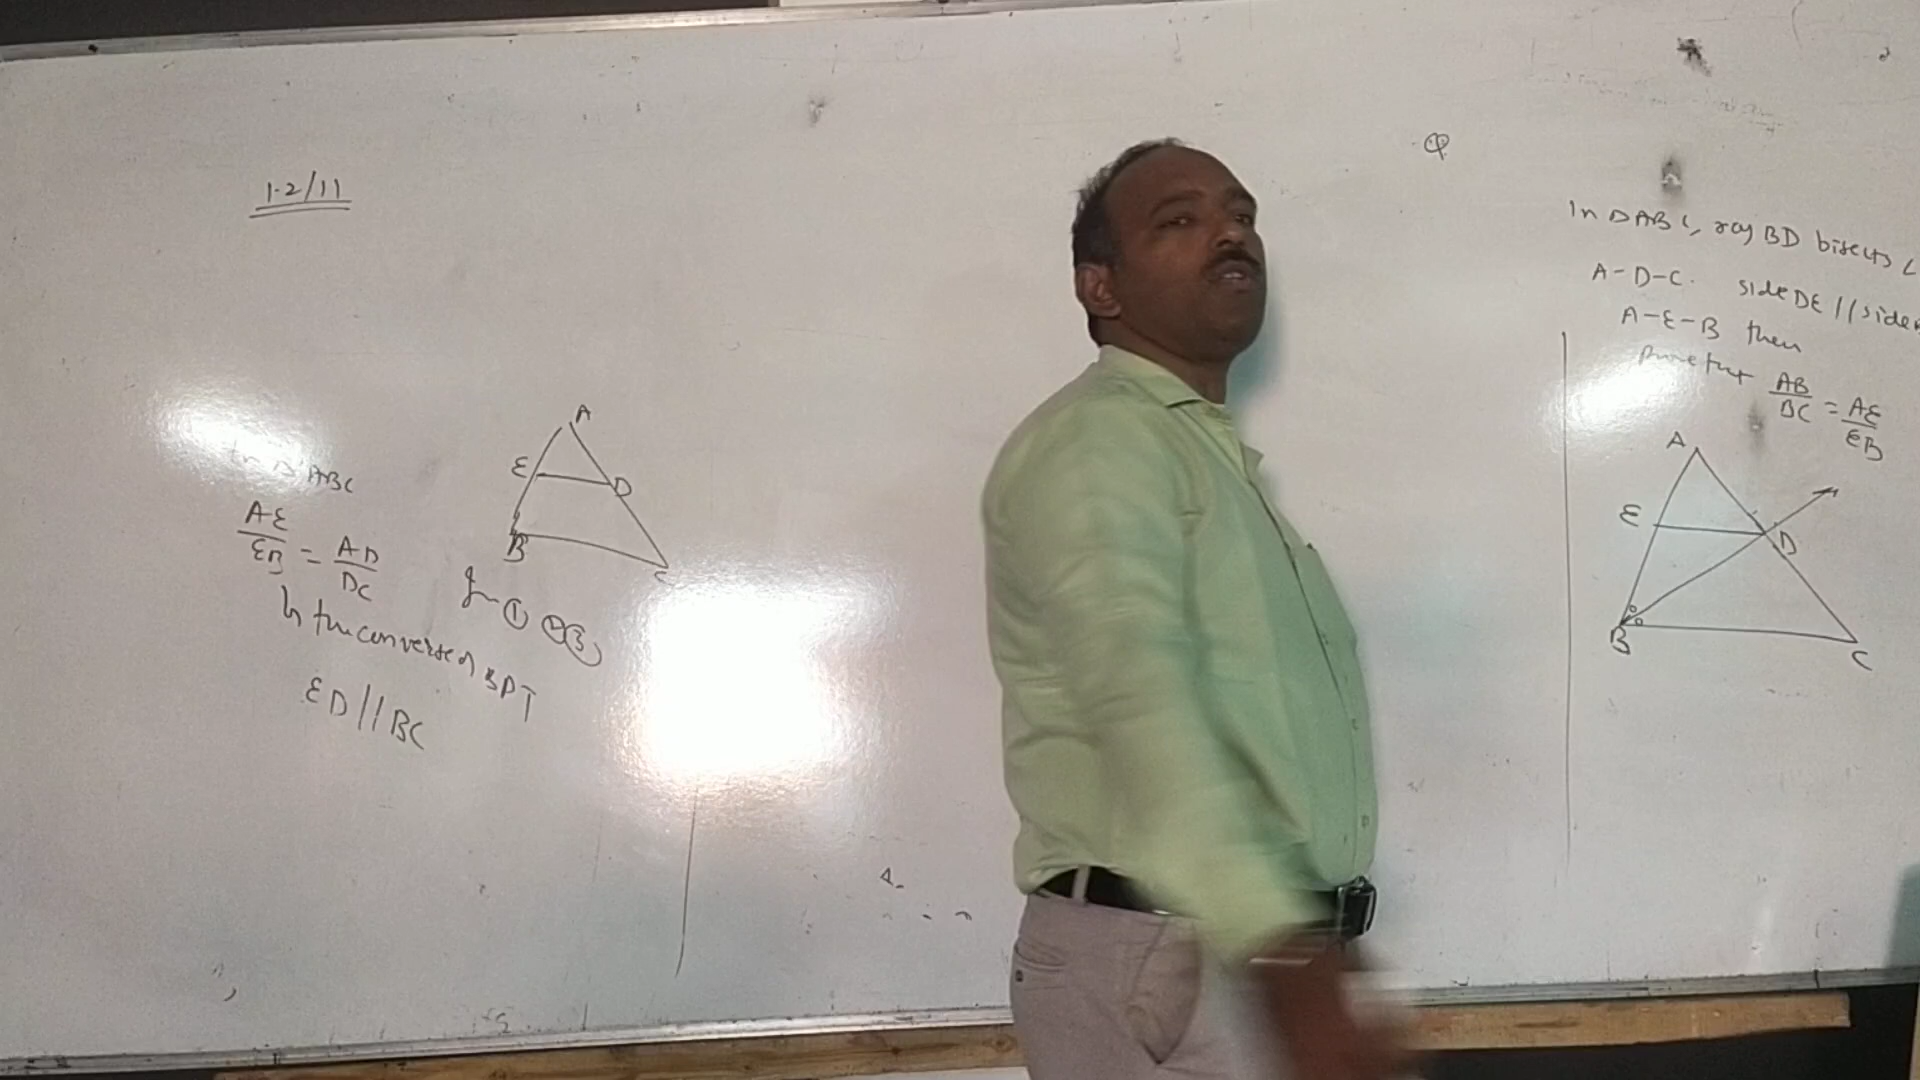 1.2/11
In Δ ABC
AE/EB = AD/DC
the converse of BPT
ED // BC
A
E
D
B
C
① ② ③
Q
In Δ ABC, ray BD bisects ∠
A-D-C. side DE // side
A-E-B then
prove that AB/BC = AE/EB
A
E
D
B
C